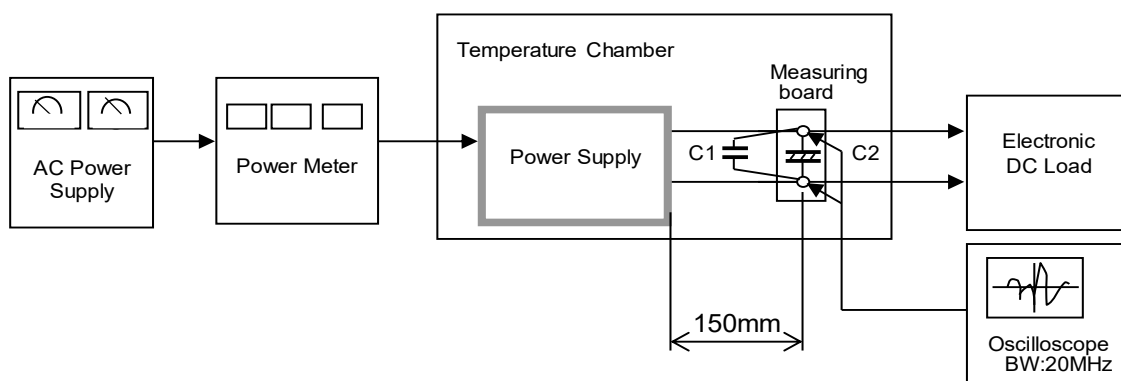 Temperature Chamber
Measuring
board
AC Power
Supply
Power Meter
Power Supply
C1
C2
Electronic
DC Load
150mm
Oscilloscope
BW:20MHz